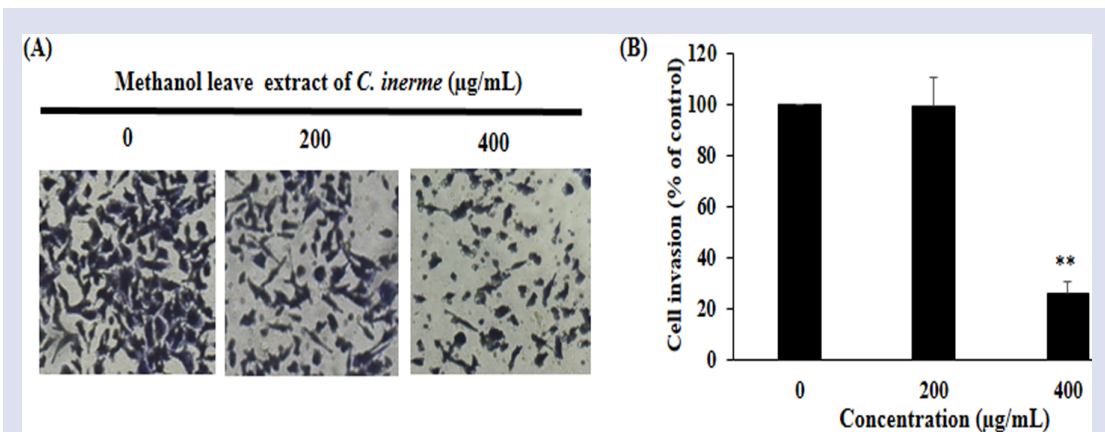 (A)
Methanol leave extract of C. inerme (µg/mL)
0 200 400
(B)
Cell invasion (% of control)
120
100
80
60
40
20
0
**
0 200 400
Concentration (µg/mL)